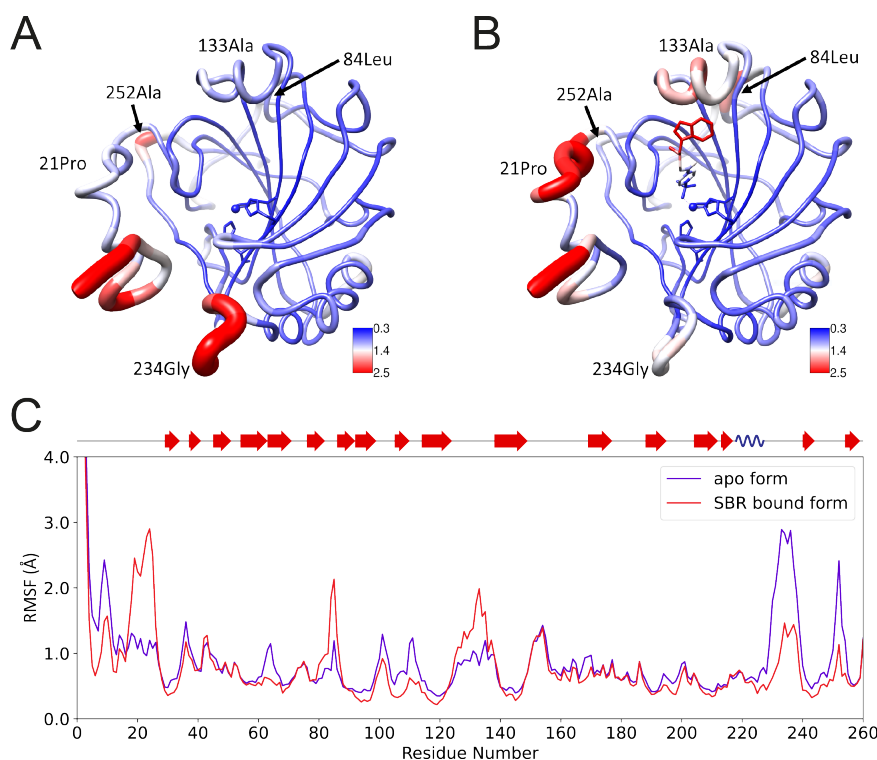 A
133Ala
84Leu
252Ala
21Pro
234Gly
0.3
1.4
2.5
B
133Ala
84Leu
252Ala
21Pro
234Gly
0.3
1.4
2.5
C
4.0
3.0
2.0
1.0
0.0
RMSF (Å)
apo form
SBR bound form
0 20 40 60 80 100 120 140 160 180 200 220 240 260
Residue Number